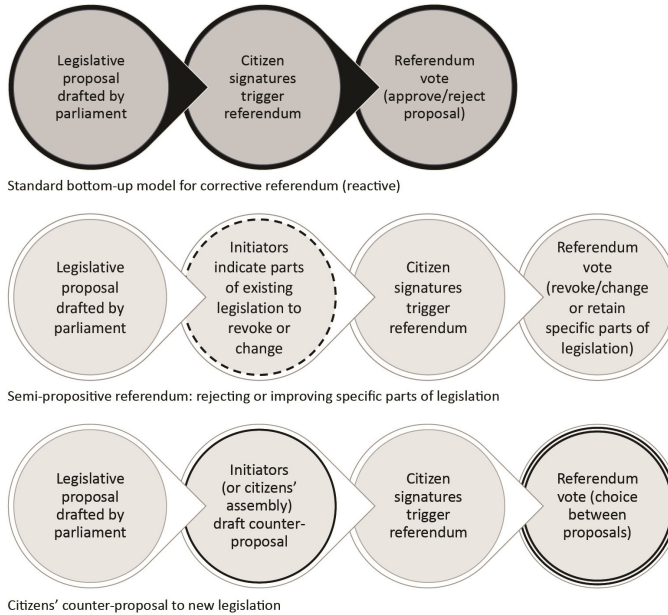 Legislative
proposal
drafted by
parliament
Citizen
signatures
trigger
referendum
Referendum
vote
(approve/reject
proposal)
Standard bottom-up model for corrective referendum (reactive)
Legislative
proposal
drafted by
parliament
Initiators
indicate parts
of existing
legislation to
revoke or
change
Citizen
signatures
trigger
referendum
Referendum
vote
(revoke/change
or retain
specific parts of
legislation)
Semi-propositive referendum: rejecting or improving specific parts of legislation
Legislative
proposal
drafted by
parliament
Initiators
(or citizens’
assembly)
draft counter-
proposal
Citizen
signatures
trigger
referendum
Referendum
vote (choice
between
proposals)
Citizens’ counter-proposal to new legislation